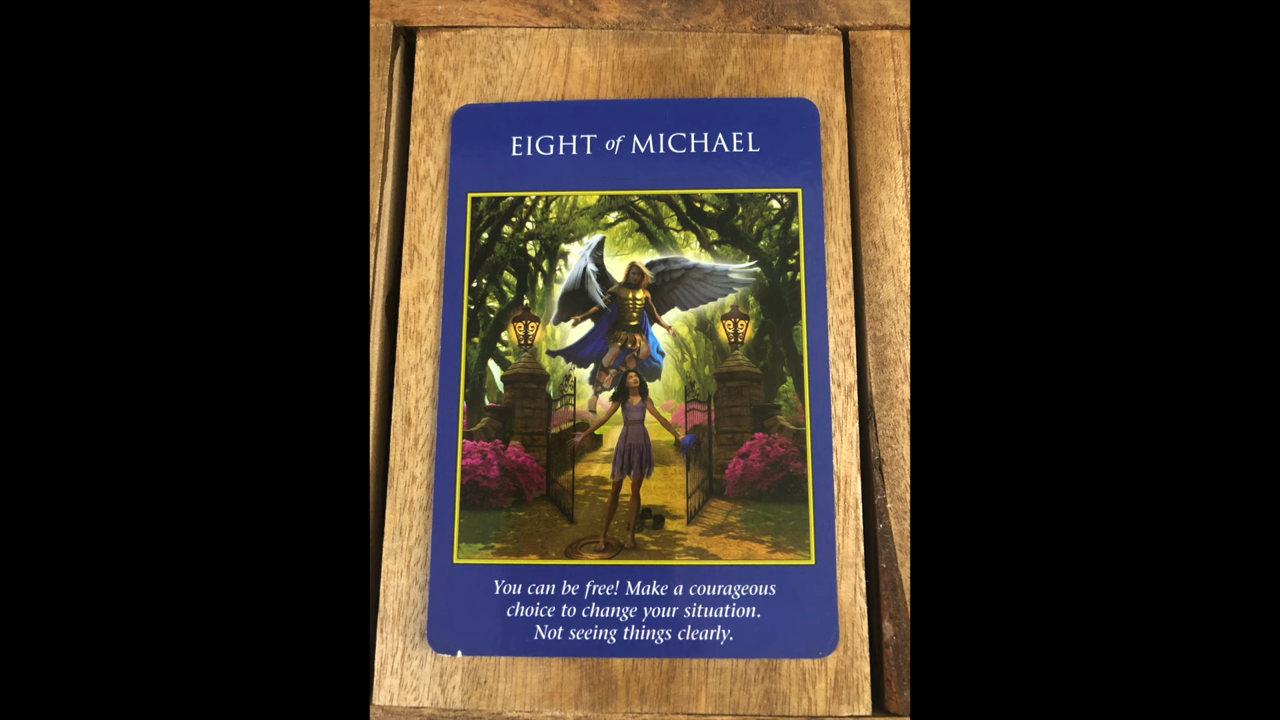 EIGHT of MICHAEL
You can be free! Make a courageous
choice to change your situation.
Not seeing things clearly.